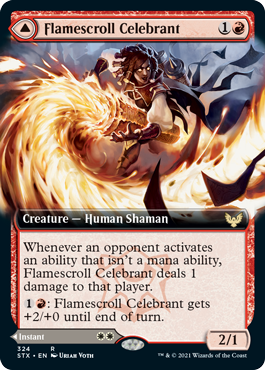 Flamescroll Celebrant 1
Creature — Human Shaman
Whenever an opponent activates
an ability that isn't a mana ability,
Flamescroll Celebrant deals 1
damage to that player.
1 : Flamescroll Celebrant gets
+2/+0 until end of turn.
Instant
2/1
324 R
STX • EN Uriah Voth
™ & © 2021 Wizards of the Coast